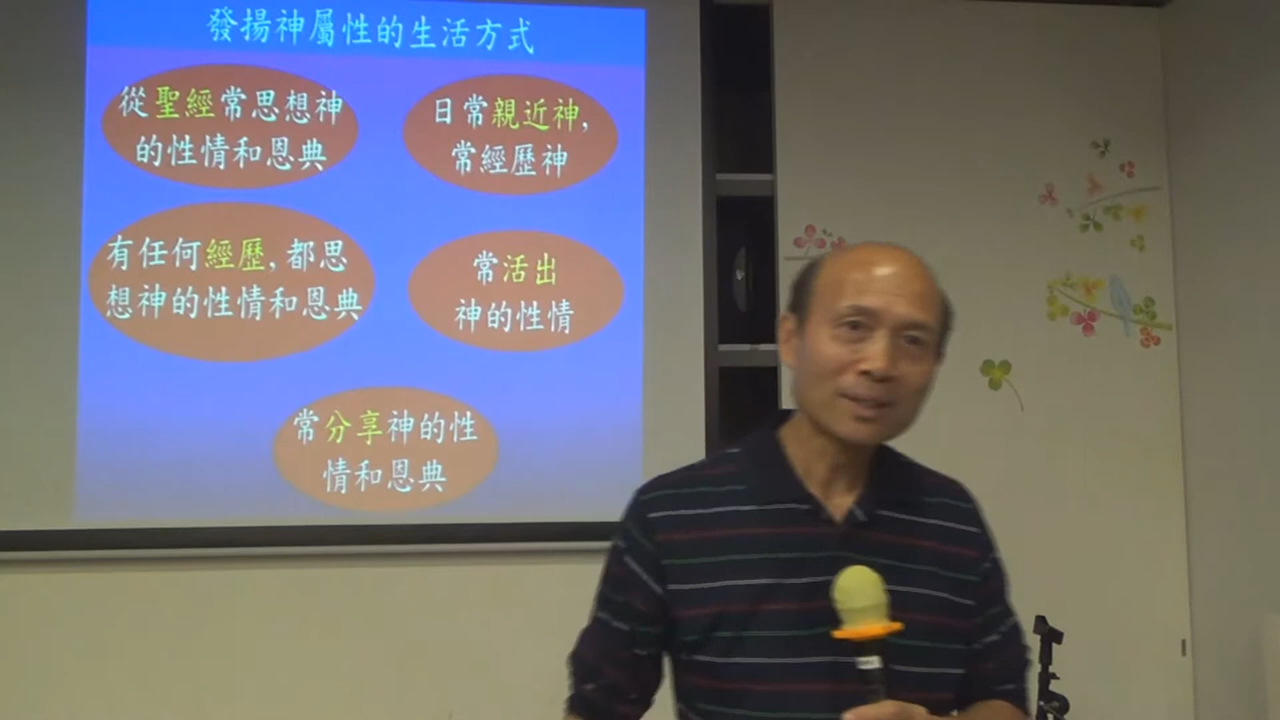 發揚神屬性的生活方式
從聖經常思想神
的性情和恩典
日常親近神,
常經歷神
有任何經歷,都思
想神的性情和恩典
常活出
神的性情
常分享神的性
情和恩典